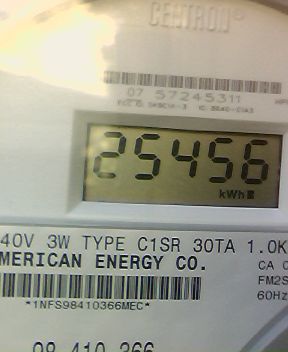 CENTRON®
07 57245311
25456
kWh
40V 3W TYPE C1SR 30TA 1.0K
MERICAN ENERGY CO.
CA 0
FM2S
60Hz
*1NFS98410366MEC*
98 410 366